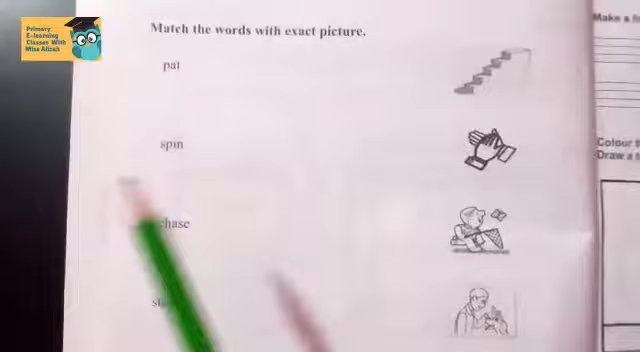 Primary
E-learning
Classes With
Miss Alizah
Match the words with exact picture.
pat
spin
chase
Make a
Colour
Draw a